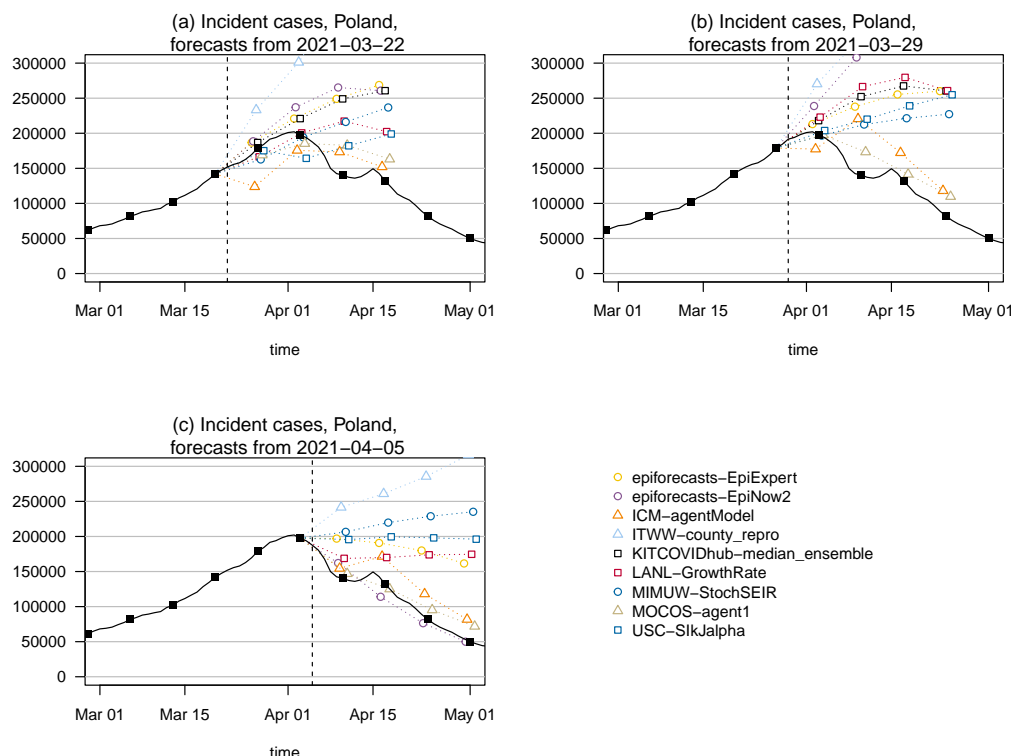 (a) Incident cases, Poland,
forecasts from 2021−03−22
300000
250000
200000
150000
100000
50000
0
Mar 01
Mar 15
Apr 01
Apr 15
May 01
time
(b) Incident cases, Poland,
forecasts from 2021−03−29
300000
250000
200000
150000
100000
50000
0
Mar 01
Mar 15
Apr 01
Apr 15
May 01
time
(c) Incident cases, Poland,
forecasts from 2021−04−05
300000
250000
200000
150000
100000
50000
0
Mar 01
Mar 15
Apr 01
Apr 15
May 01
time
epiforecasts−EpiExpert
epiforecasts−EpiNow2
ICM−agentModel
ITWW−county_repro
KITCOVIDhub−median_ensemble
LANL−GrowthRate
MIMUW−StochSEIR
MOCOS−agent1
USC−SIkJalpha